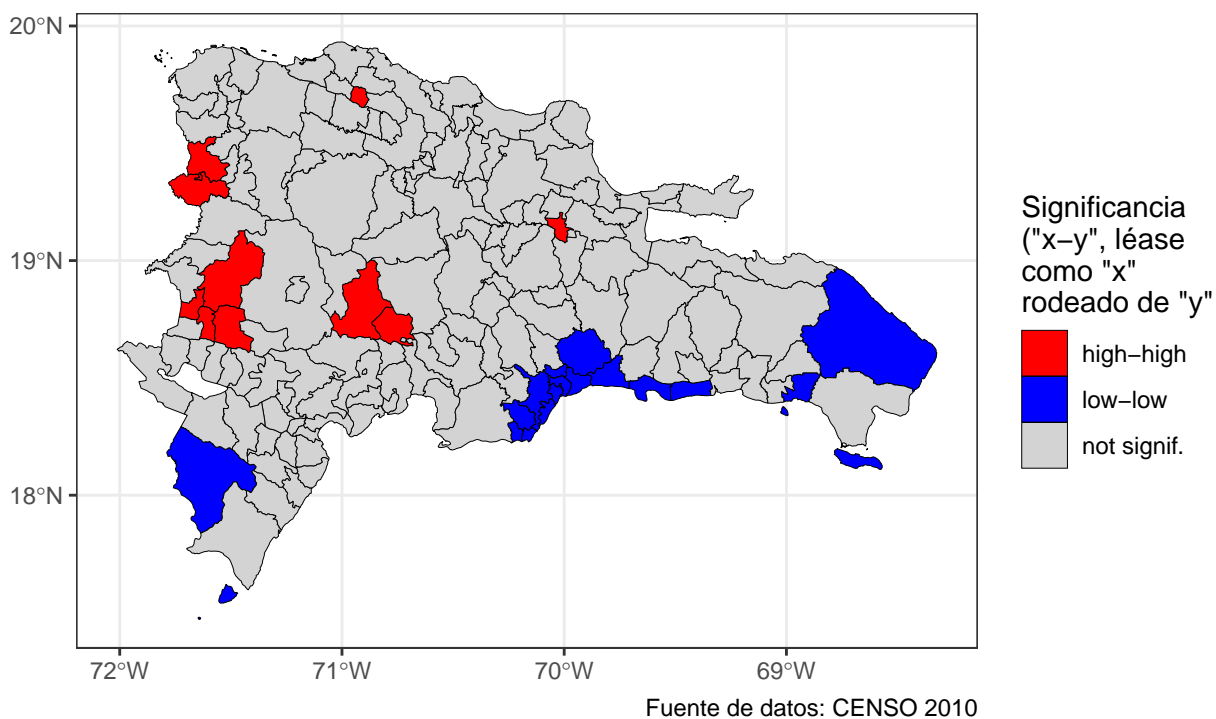 20°N
19°N
18°N
72°W
71°W
70°W
69°W
Significancia
("x−y", léase
como "x"
rodeado de "y"
high−high
low−low
not signif.
Fuente de datos: CENSO 2010